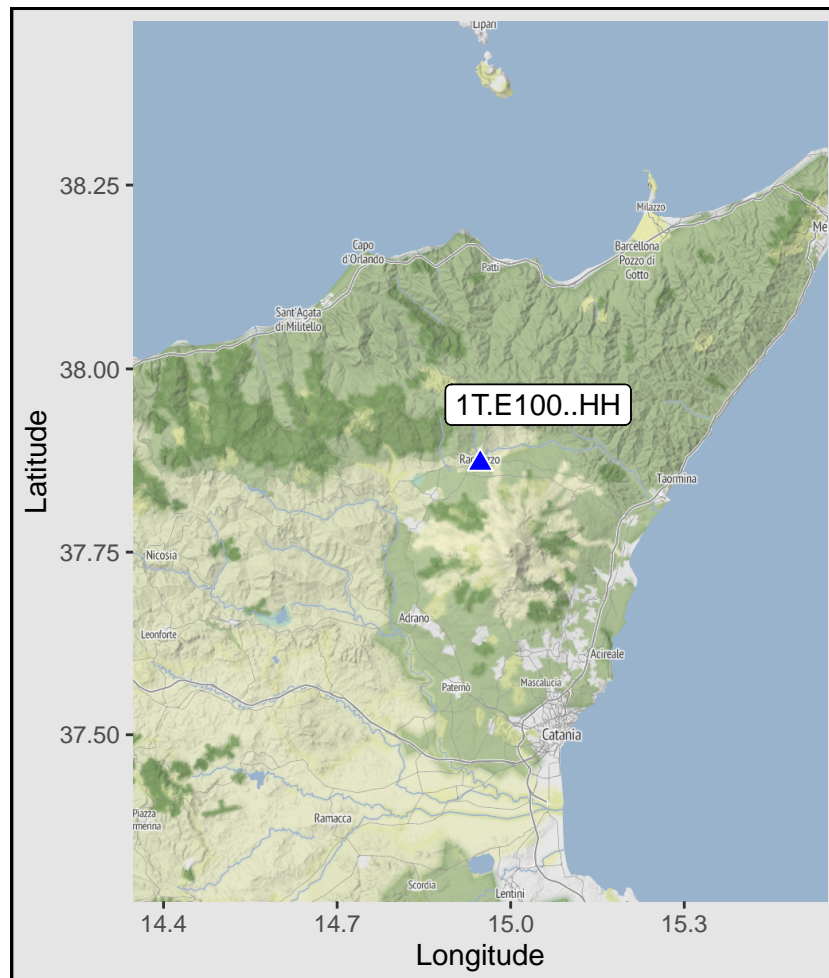 Lipari
38.25
Milazzo
Capo
d'Orlando
Barcellona
Pozzo di
Gotto
Patti
Sant'Agata
di Militello
38.00
1T.E100..HH
Latitude
Taormina
37.75
Nicosia
Adrano
Leonforte
Acireale
Paternò
Mascalucia
37.50
Catania
Piazza
Ramacca
Scordia
Lentini
14.4
14.7
15.0
15.3
Longitude